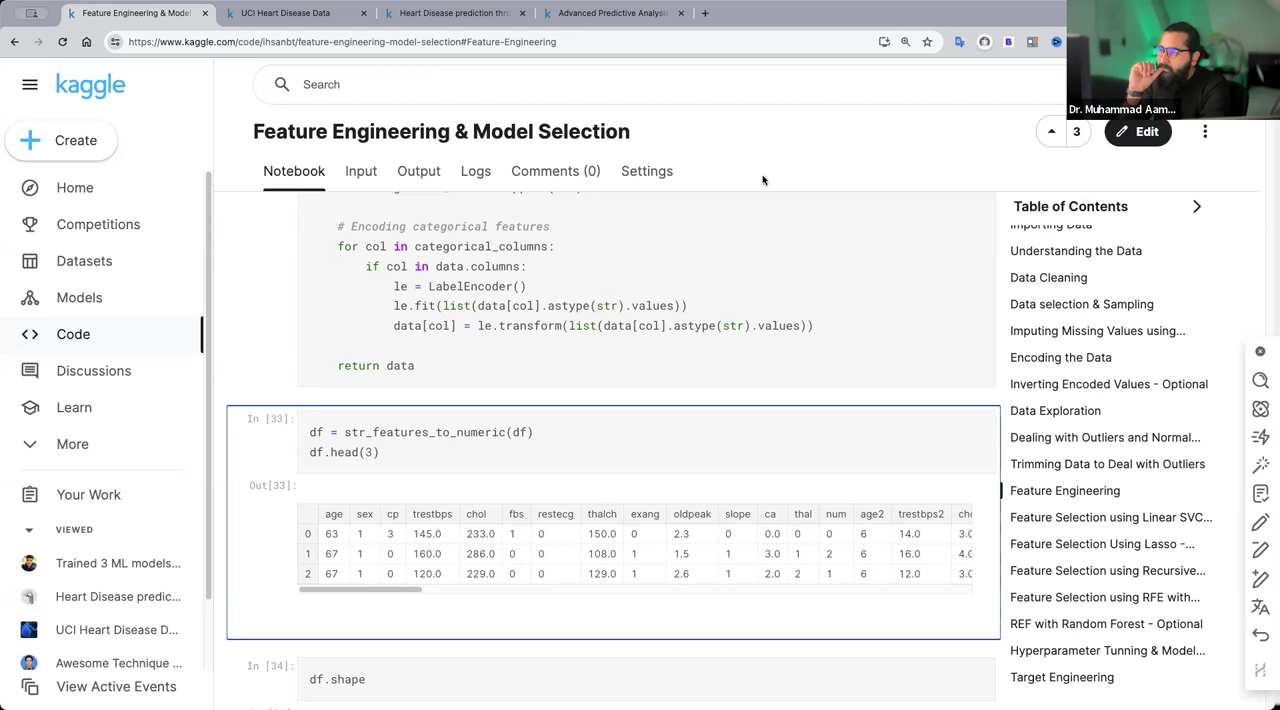 Feature Engineering & Model
UCI Heart Disease Data
Heart Disease prediction thro
Advanced Predictive Analysis
https://www.kaggle.com/code/ihsanbt/feature-engineering-model-selection#Feature-Engineering
Dr. Muhammad Aam...
kaggle
Search
Create
Home
Competitions
Datasets
Models
Code
Discussions
Learn
More
Your Work
VIEWED
Trained 3 ML models...
Heart Disease predic...
UCI Heart Disease D...
Awesome Technique ...
View Active Events
Feature Engineering & Model Selection
3
Edit
Notebook
Input
Output
Logs
Comments (0)
Settings
# Encoding categorical features
for col in categorical_columns:
if col in data.columns:
le = LabelEncoder()
le.fit(list(data[col].astype(str).values))
data[col] = le.transform(list(data[col].astype(str).values))
return data
In [33]:
df = str_features_to_numeric(df)
df.head(3)
Out[33]:
age sex cp trestbps chol fbs restecg thalch exang oldpeak slope ca thal num age2 trestbps2 cho
0 63 1 3 145.0 233.0 1 0 150.0 0 2.3 0 0.0 0 0 6 14.0 3.0
1 67 1 0 160.0 286.0 0 0 108.0 1 1.5 1 3.0 1 2 6 16.0 4.0
2 67 1 0 120.0 229.0 0 0 129.0 1 2.6 1 2.0 2 1 6 12.0 3.0
In [34]:
df.shape
Table of Contents
Importing Data
Understanding the Data
Data Cleaning
Data selection & Sampling
Imputing Missing Values using...
Encoding the Data
Inverting Encoded Values - Optional
Data Exploration
Dealing with Outliers and Normal...
Trimming Data to Deal with Outliers
Feature Engineering
Feature Selection using Linear SVC...
Feature Selection Using Lasso -...
Feature Selection using Recursive...
Feature Selection using RFE with...
REF with Random Forest - Optional
Hyperparameter Tunning & Model...
Target Engineering